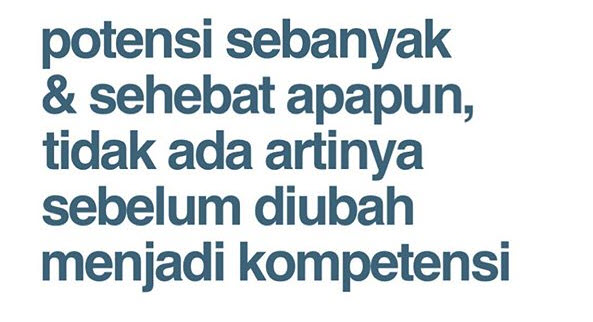 potensi sebanyak
& sehebat apapun,
tidak ada artinya
sebelum diubah
menjadi kompetensi